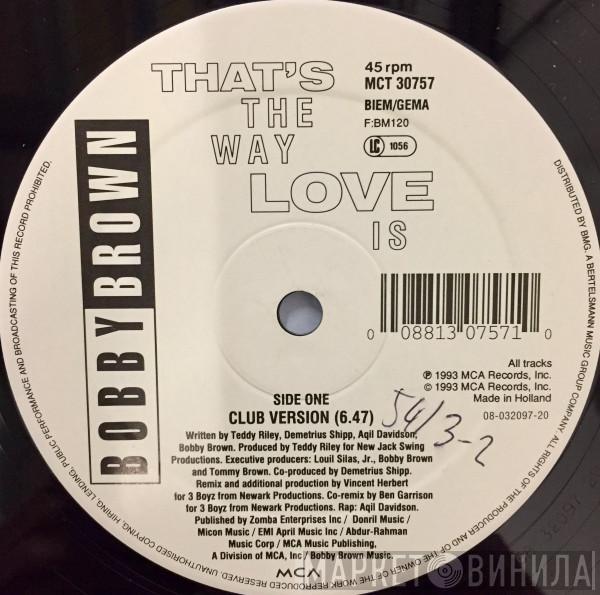 THAT'S
THE
WAY
LOVE
IS
BOBBY BROWN
45 rpm
MCT 30757
BIEM/GEMA
F:BM120
LC 1056
0 08813 07571 0
All tracks
℗ 1993 MCA Records, Inc.
© 1993 MCA Records, Inc.
Made in Holland
08-032097-20
SIDE ONE
CLUB VERSION (6.47)
54/3-2
Written by Teddy Riley, Demetrius Shipp, Aqil Davidson,
Bobby Brown. Produced by Teddy Riley for New Jack Swing
Productions. Executive producers: Louil Silas, Jr., Bobby Brown
and Tommy Brown. Co-produced by Demetrius Shipp.
Remix and additional production by Vincent Herbert
for 3 Boyz from Newark Productions. Co-remix by Ben Garrison
for 3 Boyz from Newark Productions. Rap: Aqil Davidson.
Published by Zomba Enterprises Inc / Donril Music /
Micon Music / EMI April Music Inc / Abdur-Rahman
Music Corp / MCA Music Publishing,
A Division of MCA, Inc / Bobby Brown Music.
MCA
DISTRIBUTED BY BMG. A BERTELSMANN MUSIC GROUP COMPANY. ALL RIGHTS OF THE PRODUCER AND OF THE OWNER OF THE WORK REPRODUCED RESERVED. UNAUTHORISED COPYING, HIRING, LENDING, PUBLIC PERFORMANCE AND BROADCASTING OF THIS RECORD PROHIBITED.
МАРКЕТ ВИНИЛА